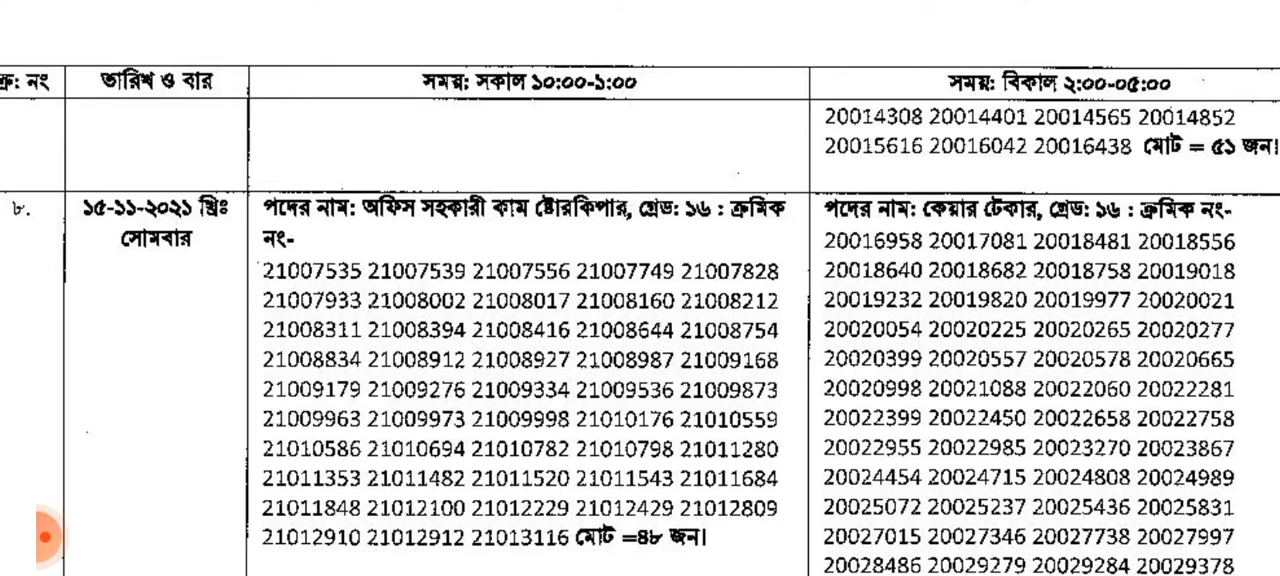 ক্র: নং
তারিখ ও বার
সময়: সকাল ১০:০০-১:০০
সময়: বিকাল ২:০০-০৫:০০
20014308 20014401 20014565 20014852
20015616 20016042 20016438 মোট = ৫১ জন।
৮.
১৫-১১-২০২১ খ্রিঃ
সোমবার
পদের নাম: অফিস সহকারী কাম ষ্টোরকিপার, গ্রেড: ১৬ : ক্রমিক
নং-
21007535 21007539 21007556 21007749 21007828
21007933 21008002 21008017 21008160 21008212
21008311 21008394 21008416 21008644 21008754
21008834 21008912 21008927 21008987 21009168
21009179 21009276 21009334 21009536 21009873
21009963 21009973 21009998 21010176 21010559
21010586 21010694 21010782 21010798 21011280
21011353 21011482 21011520 21011543 21011684
21011848 21012100 21012229 21012429 21012809
21012910 21012912 21013116 মোট =৪৮ জন।
পদের নাম: কেয়ার টেকার, গ্রেড: ১৬ : ক্রমিক নং-
20016958 20017081 20018481 20018556
20018640 20018682 20018758 20019018
20019232 20019820 20019977 20020021
20020054 20020225 20020265 20020277
20020399 20020557 20020578 20020665
20020998 20021088 20022060 20022281
20022399 20022450 20022658 20022758
20022955 20022985 20023270 20023867
20024454 20024715 20024808 20024989
20025072 20025237 20025436 20025831
20027015 20027346 20027738 20027997
20028486 20029279 20029284 20029378